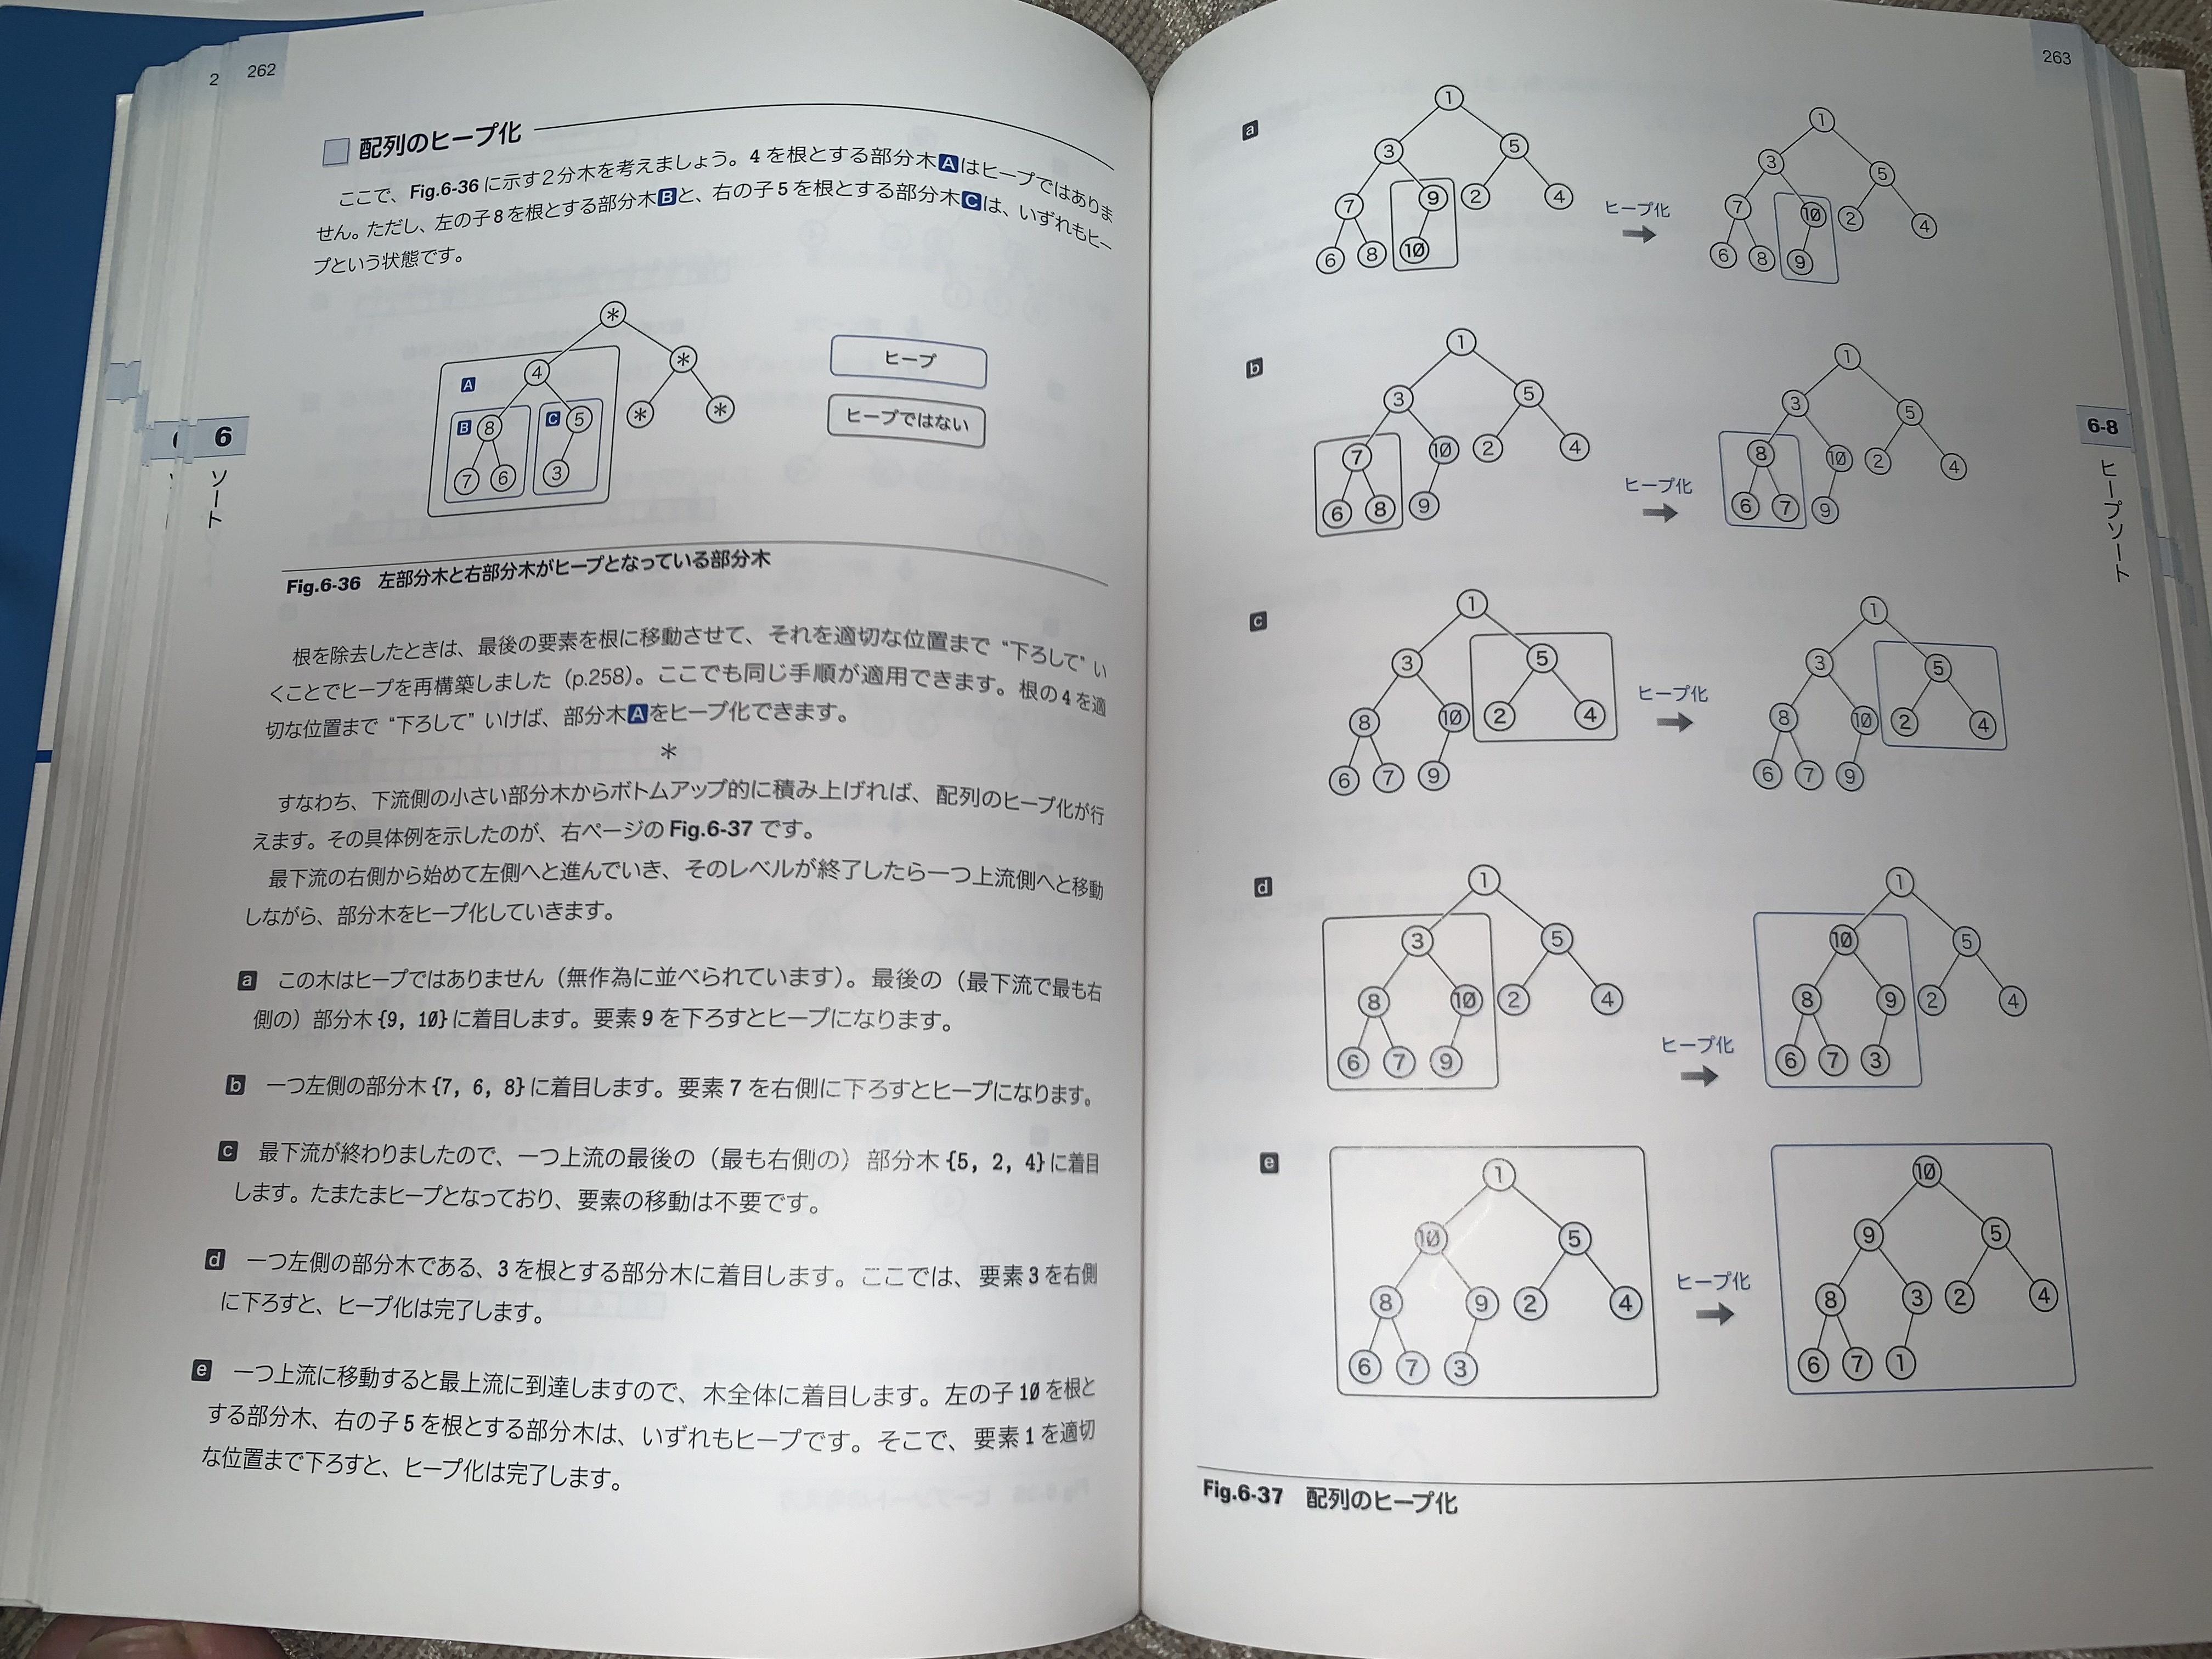 2
262
配列のヒープ化
ここで、Fig.6-36 に示す2分木を考えましょう。4 を根とする部分木Aはヒープではありま
せん。ただし、左の子 8 を根とする部分木Bと、右の子 5 を根とする部分木Cは、いずれもヒー
プという状態です。
*
4
*
A
B
8
C
5
*
*
7
6
3
ヒープ
ヒープではない
Fig.6-36 左部分木と右部分木がヒープとなっている部分木
6
ソート
根を除去したときは、最後の要素を根に移動させて、それを適切な位置まで“下ろして”い
くことでヒープを再構築しました（p.258）。ここでも同じ手順が適用できます。根の 4 を適
切な位置まで“下ろして”いけば、部分木Aをヒープ化できます。
*
すなわち、下流側の小さい部分木からボトムアップ的に積み上げれば、配列のヒープ化が行
えます。その具体例を示したのが、右ページの Fig.6-37 です。
最下流の右側から始めて左側へと進んでいき、そのレベルが終了したら一つ上流側へと移動
しながら、部分木をヒープ化していきます。
a この木はヒープではありません（無作為に並べられています）。最後の（最下流で最も右
側の）部分木 {9, 10} に着目します。要素 9 を下ろすとヒープになります。
b 一つ左側の部分木 {7, 6, 8} に着目します。要素 7 を右側に下ろすとヒープになります。
c 最下流が終わりましたので、一つ上流の最後の（最も右側の）部分木 {5, 2, 4} に着目
します。たまたまヒープとなっており、要素の移動は不要です。
d 一つ左側の部分木である、3 を根とする部分木に着目します。ここでは、要素 3 を右側
に下ろすと、ヒープ化は完了します。
e 一つ上流に移動すると最上流に到達しますので、木全体に着目します。左の子 10 を根と
する部分木、右の子 5 を根とする部分木は、いずれもヒープです。そこで、要素 1 を適切
な位置まで下ろすと、ヒープ化は完了します。
263
6-8
ヒープソート
a
1
3 5
7 9 2 4
6 8 10
ヒープ化
1
3 5
7 10 2 4
6 8 9
b
1
3 5
7 10 2 4
6 8 9
ヒープ化
1
3 5
8 10 2 4
6 7 9
c
1
3 5
8 10 2 4
6 7 9
ヒープ化
1
3 5
8 10 2 4
6 7 9
d
1
3 5
8 10 2 4
6 7 9
ヒープ化
1
10 5
8 9 2 4
6 7 3
e
1
10 5
8 9 2 4
6 7 3
ヒープ化
10
9 5
8 3 2 4
6 7 1
Fig.6-37 配列のヒープ化